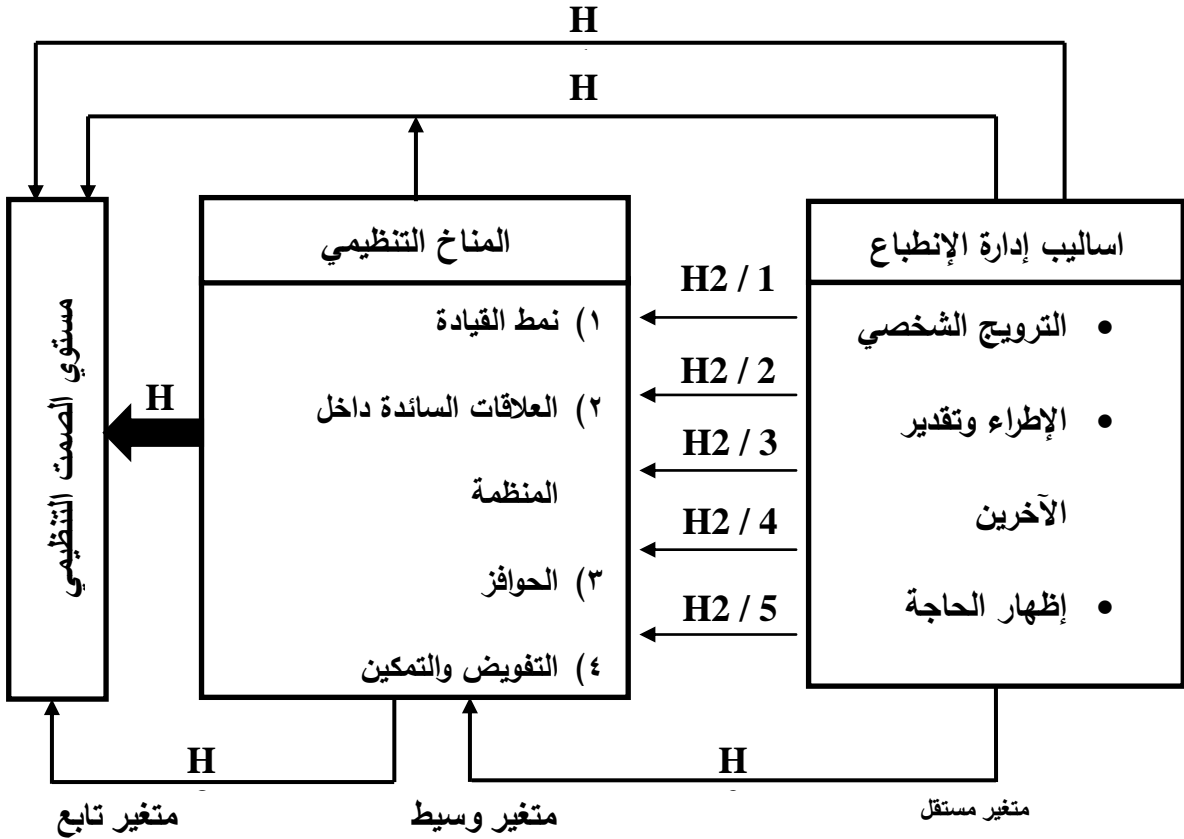 H
H
اساليب إدارة الإنطباع
• الترويج الشخصي
• الإطراء وتقدير
الآخرين
• إظهار الحاجة
H2 / 1
H2 / 2
H2 / 3
H2 / 4
H2 / 5
المناخ التنظيمي
١) نمط القيادة
٢) العلاقات السائدة داخل
المنظمة
٣) الحوافز
٤) التفويض والتمكين
H
مستوي الصمت التنظيمي
H
H
متغير مستقل
متغير وسيط
متغير تابع